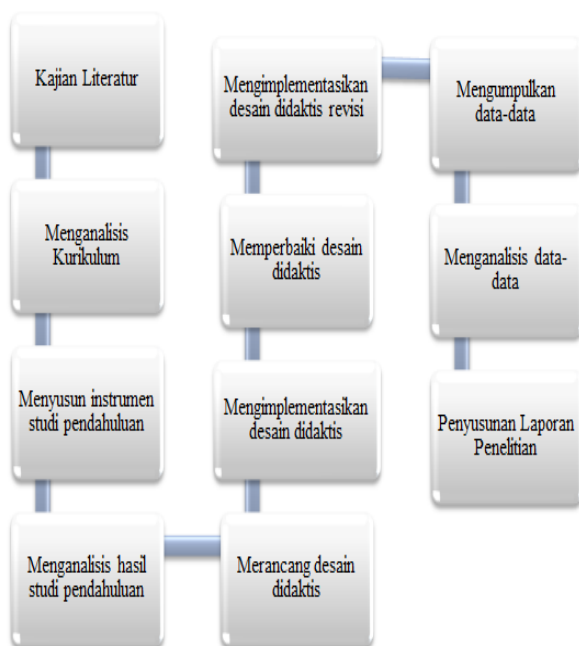 Kajian Literatur
Menganalisis
Kurikulum
Menyusun instrumen
studi pendahuluan
Menganalisis hasil
studi pendahuluan
Merancang desain
didaktis
Mengimplementasikan
desain didaktis
Memperbaiki desain
didaktis
Mengimplementasikan
desain didaktis revisi
Mengumpulkan
data-data
Menganalisis data-
data
Penyusunan Laporan
Penelitian